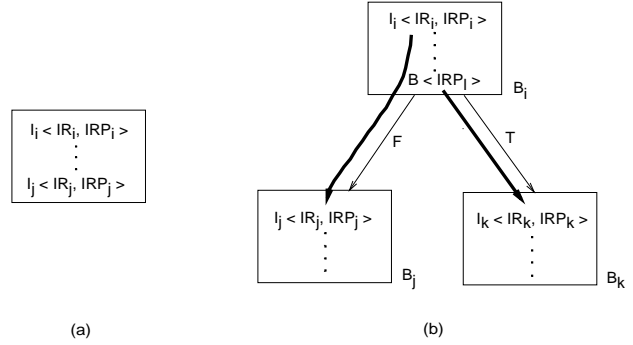 I_i < IR_i, IRP_i >
I_j < IR_j, IRP_j >
(a)
I_i < IR_i, IRP_i >
B < IRP_l >
B_i
F
T
I_j < IR_j, IRP_j >
B_j
I_k < IR_k, IRP_k >
B_k
(b)